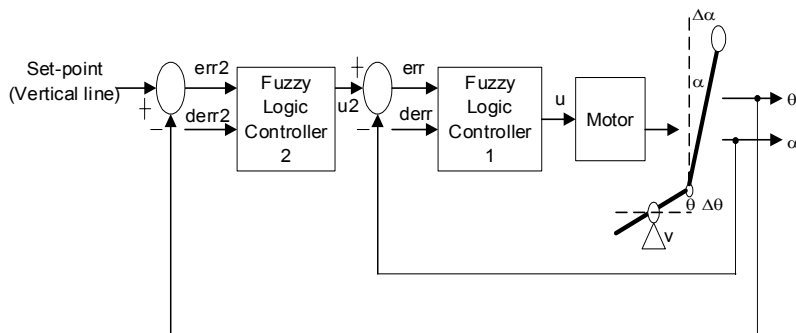 Set-point
(Vertical line)
+
−
err2
derr2
Fuzzy
Logic
Controller
2
u2
+
−
err
derr
Fuzzy
Logic
Controller
1
u
Motor
Δα
α
θ
α
θ Δθ
v